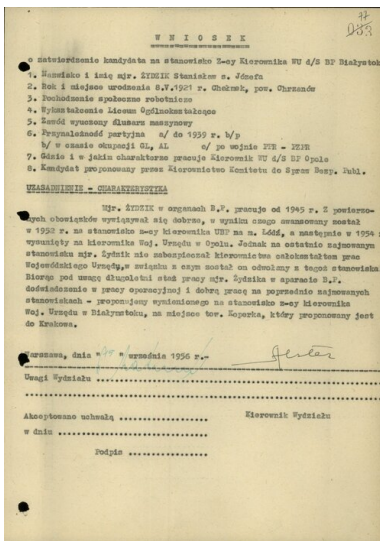 77
W N I O S E K
o zatwierdzenie kandydata na stanowisko Z-cy Kierownika WU d/S BP Białystok
1. Nazwisko i imię mjr. ŻYDZIK Stanisław s. Józefa
2. Rok i miejsce urodzenia 8.V.1921 r. Chełmek, pow. Chrzanów
3. Pochodzenie społeczne robotnicze
4. Wykształcenie Liceum Ogólnokształcące
5. Zawód wyuczony ślusarz maszynowy
6. Przynależność partyjna a/ do 1939 r. b/p
b/ w czasie okupacji GL, AL c/ po wojnie PPR - PZPR
7. Gdzie i w jakim charakterze pracuje Kierownik WU d/S BP Opole
8. Kandydat proponowany przez Kierownictwo Komitetu do Spraw Bezp. Publ.
UZASADNIENIE - CHARAKTERYSTYKA
Mjr. ŻYDZIK w organach B.P. pracuje od 1945 r. Z powierzo-
nych obowiązków wywiązywał się dobrze, w wyniku czego awansowany został
w 1952 r. na stanowisko z-cy kierownika UBP na m. Łódź, a następnie w 1954 r.
wysunięty na kierownika Woj. Urzędu w Opolu. Jednak na ostatnio zajmowanym
stanowisku mjr. Żydzik nie zabezpieczał kierownictwa całokształtem prac
Wojewódzkiego Urzędu, w związku z czym został on odwołany z tegoż stanowiska.
Biorąc pod uwagę długoletni staż pracy mjr. Żydzika w aparacie B.P.
doświadczenie w pracy operacyjnej i dobrą pracę na poprzednio zajmowanych
stanowiskach - proponujemy wymienionego na stanowisko z-cy kierownika
Woj. Urzędu w Białymstoku, na miejsce tow. Koperka, który proponowany jest
do Krakowa.
Warszawa, dnia " " września 1956 r.-
Uwagi Wydziału
Akceptowano uchwałą Kierownik Wydziału
w dniu
Podpis